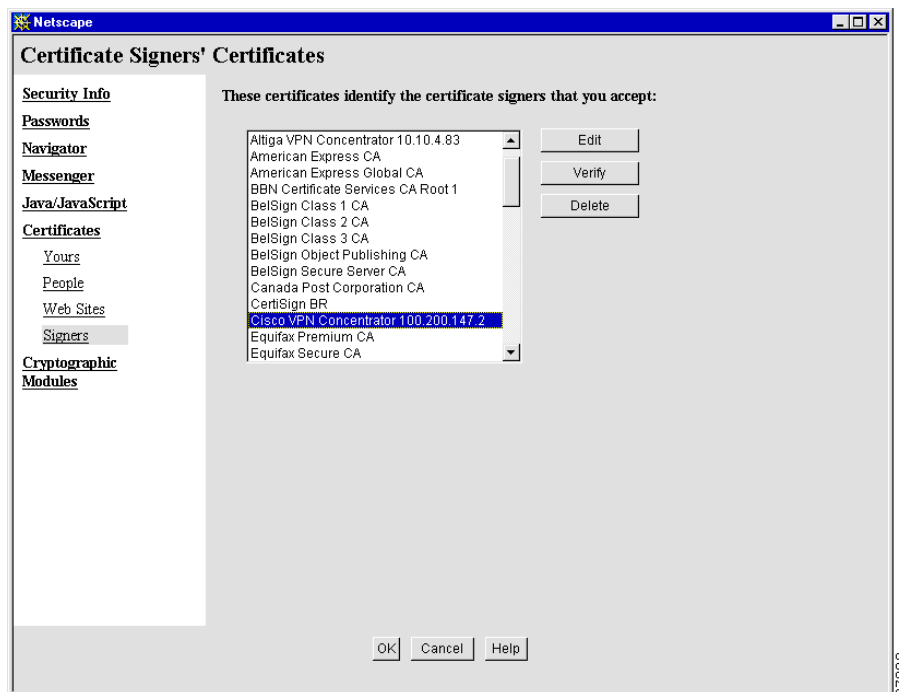 Netscape
Certificate Signers' Certificates
Security Info
Passwords
Navigator
Messenger
Java/JavaScript
Certificates
Yours
People
Web Sites
Signers
Cryptographic
Modules
These certificates identify the certificate signers that you accept:
Altiga VPN Concentrator 10.10.4.83
American Express CA
American Express Global CA
BBN Certificate Services CA Root 1
BelSign Class 1 CA
BelSign Class 2 CA
BelSign Class 3 CA
BelSign Object Publishing CA
BelSign Secure Server CA
Canada Post Corporation CA
CertiSign BR
Cisco VPN Concentrator 100.200.147.2
Equifax Premium CA
Equifax Secure CA
Edit
Verify
Delete
OK
Cancel
Help